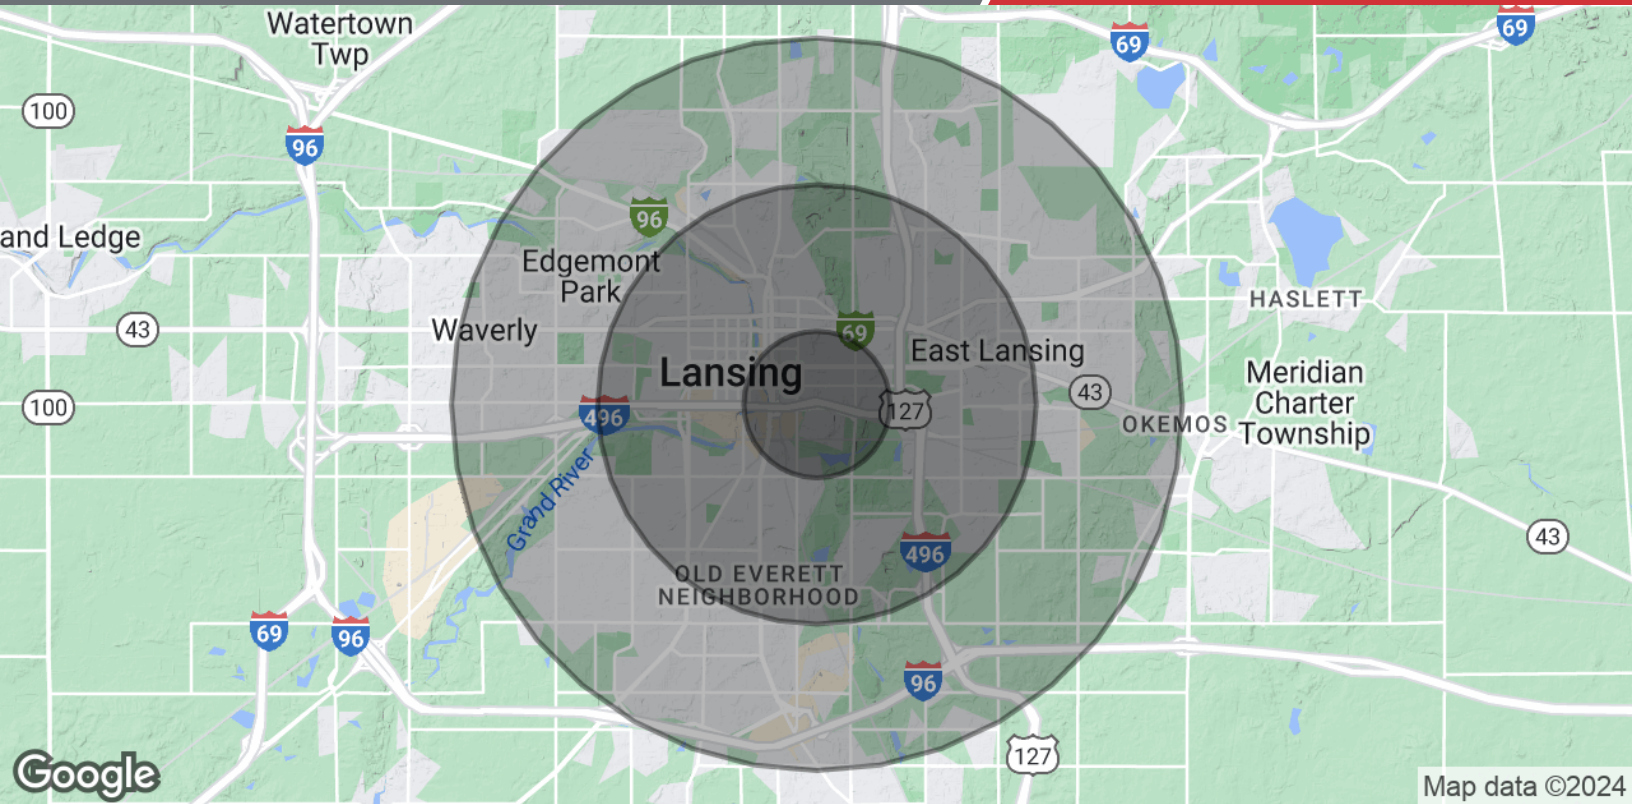 Watertown
Twp
69
69
100
96
96
and Ledge
Edgemont
Park
HASLETT
43
Waverly
69
East Lansing
Lansing
Meridian
Charter
Township
43
100
496
127
OKEMOS
Grand River
43
496
OLD EVERETT
NEIGHBORHOOD
69
96
96
127
Google
Map data ©2024